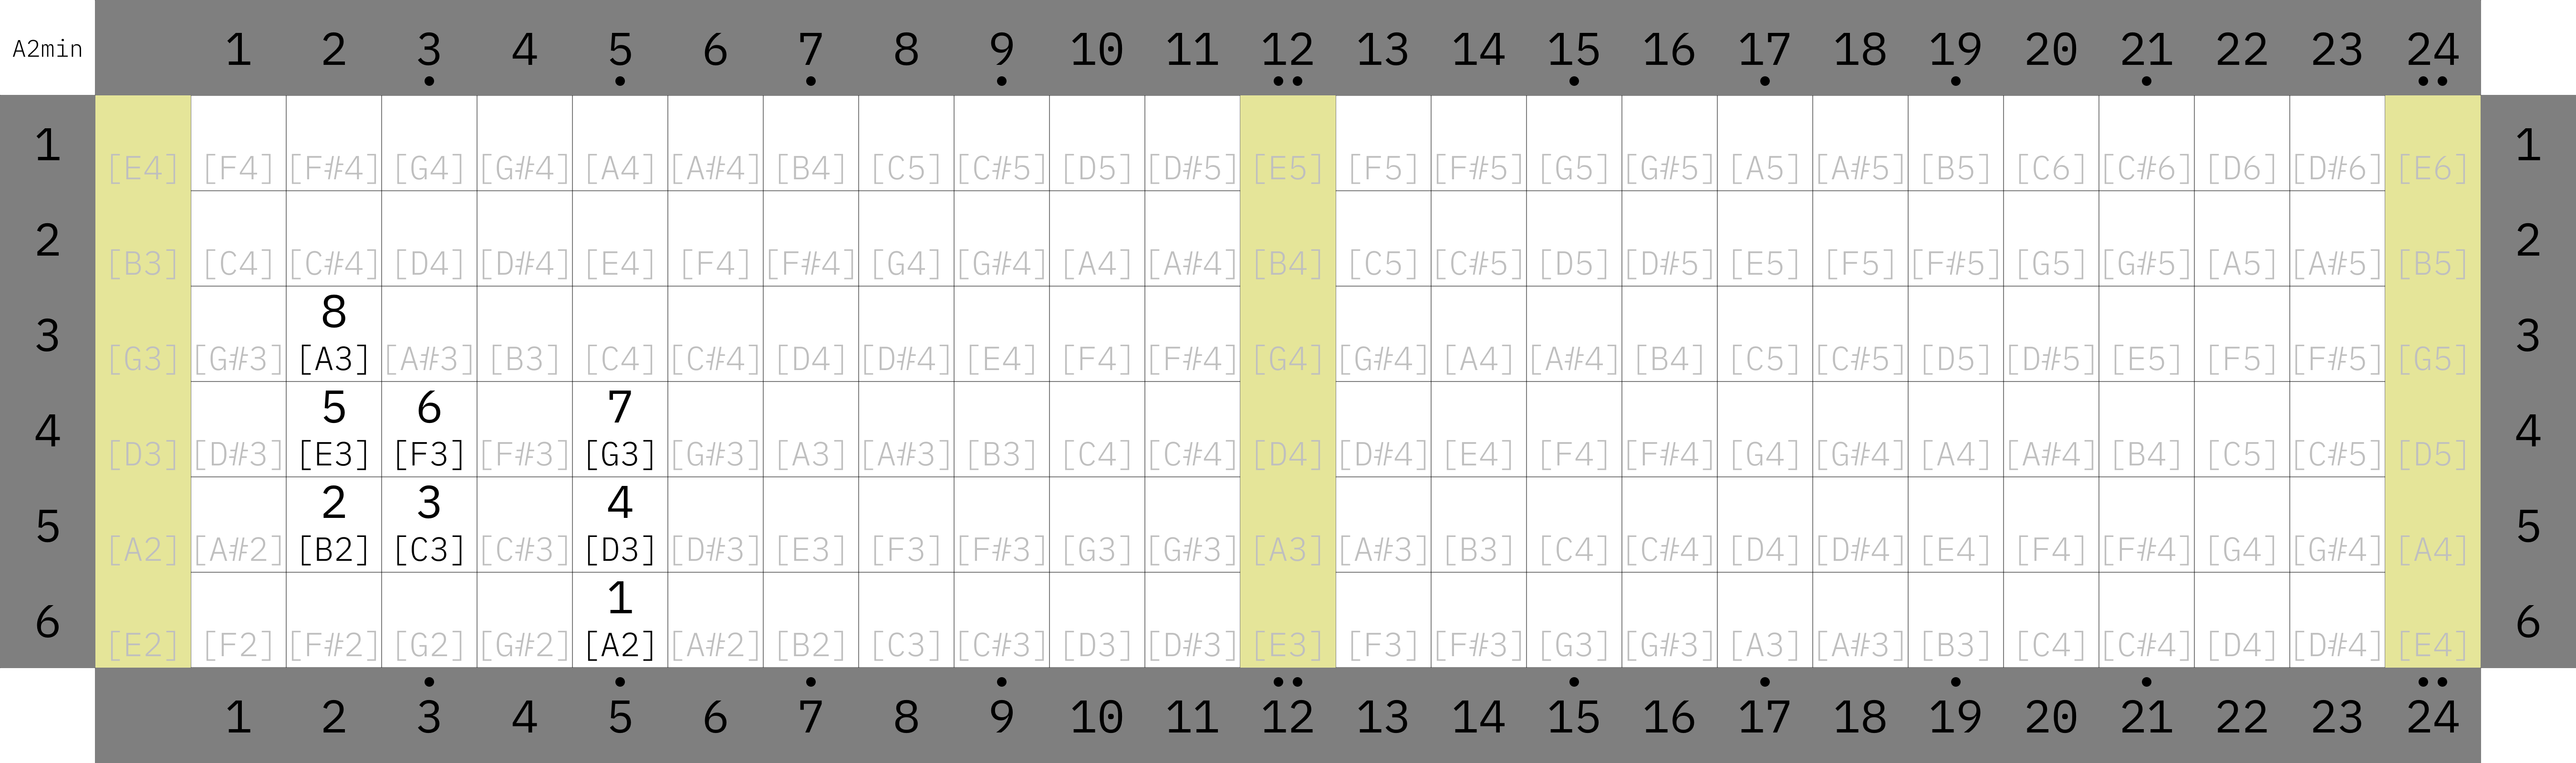 A2min 1 2 3 4 5 6 7 8 9 10 11 12 13 14 15 16 17 18 19 20 21 22 23 24
1 [E4] [F4] [F#4] [G4] [G#4] [A4] [A#4] [B4] [C5] [C#5] [D5] [D#5] [E5] [F5] [F#5] [G5] [G#5] [A5] [A#5] [B5] [C6] [C#6] [D6] [D#6] [E6] 1
2 [B3] [C4] [C#4] [D4] [D#4] [E4] [F4] [F#4] [G4] [G#4] [A4] [A#4] [B4] [C5] [C#5] [D5] [D#5] [E5] [F5] [F#5] [G5] [G#5] [A5] [A#5] [B5] 2
8
3 [G3] [G#3] [A3] [A#3] [B3] [C4] [C#4] [D4] [D#4] [E4] [F4] [F#4] [G4] [G#4] [A4] [A#4] [B4] [C5] [C#5] [D5] [D#5] [E5] [F5] [F#5] [G5] 3
5 6 7
4 [D3] [D#3] [E3] [F3] [F#3] [G3] [G#3] [A3] [A#3] [B3] [C4] [C#4] [D4] [D#4] [E4] [F4] [F#4] [G4] [G#4] [A4] [A#4] [B4] [C5] [C#5] [D5] 4
2 3 4
5 [A2] [A#2] [B2] [C3] [C#3] [D3] [D#3] [E3] [F3] [F#3] [G3] [G#3] [A3] [A#3] [B3] [C4] [C#4] [D4] [D#4] [E4] [F4] [F#4] [G4] [G#4] [A4] 5
1
6 [E2] [F2] [F#2] [G2] [G#2] [A2] [A#2] [B2] [C3] [C#3] [D3] [D#3] [E3] [F3] [F#3] [G3] [G#3] [A3] [A#3] [B3] [C4] [C#4] [D4] [D#4] [E4] 6
1 2 3 4 5 6 7 8 9 10 11 12 13 14 15 16 17 18 19 20 21 22 23 24